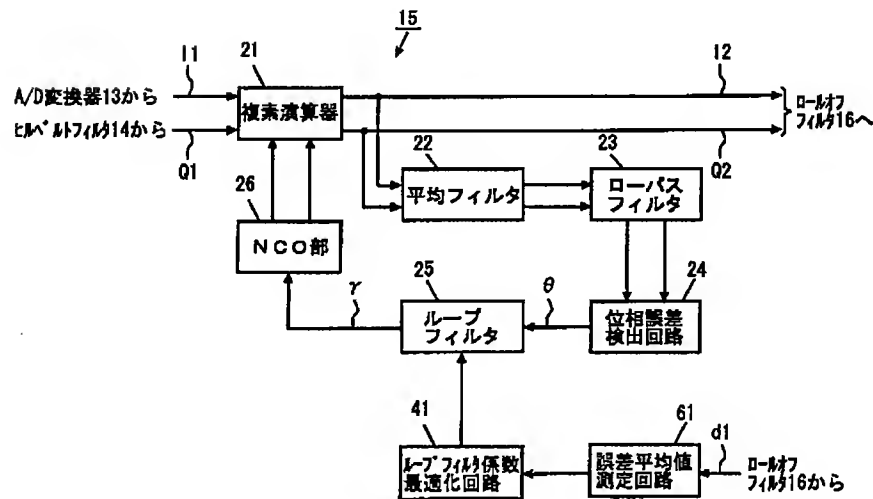 15
I1
21
I2
A/D変換器13から
複素演算器
ロールオフ
フィルタ16へ
ヒルベルトフィルタ14から
Q1
22
23
Q2
26
平均フィルタ
ローパス
フィルタ
NCO部
γ
25
θ
24
ループ
フィルタ
位相誤差
検出回路
41
61
d1
ループフィルタ係数
最適化回路
誤差平均値
測定回路
ロールオフ
フィルタ16から